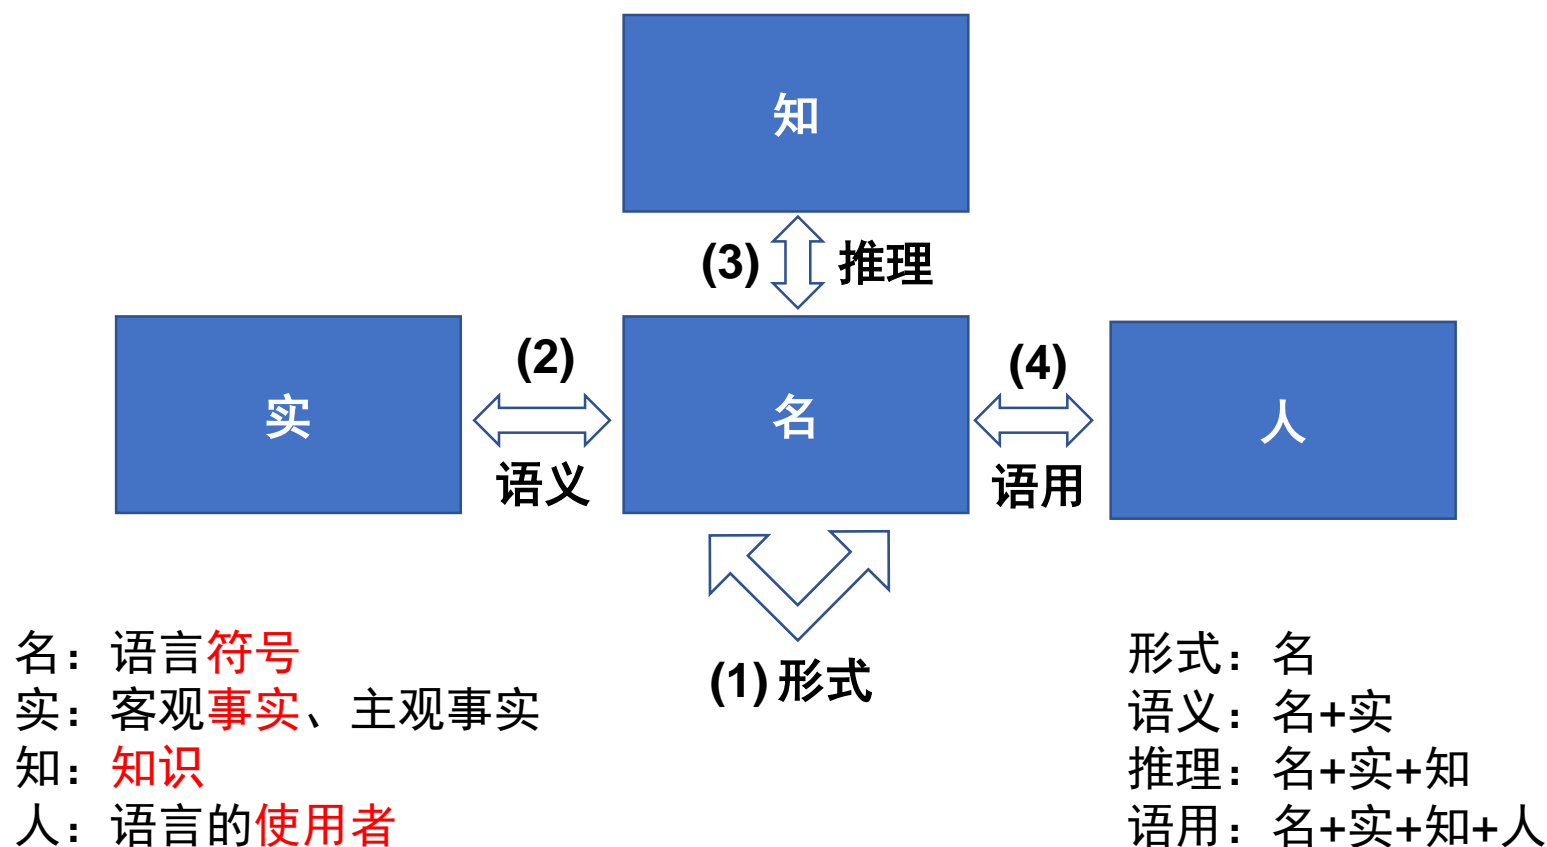 知
(3) 推理
实
(2)
语义
名
(4)
语用
人
(1) 形式
名：语言符号
实：客观事实、主观事实
知：知识
人：语言的使用者
形式：名
语义：名+实
推理：名+实+知
语用：名+实+知+人